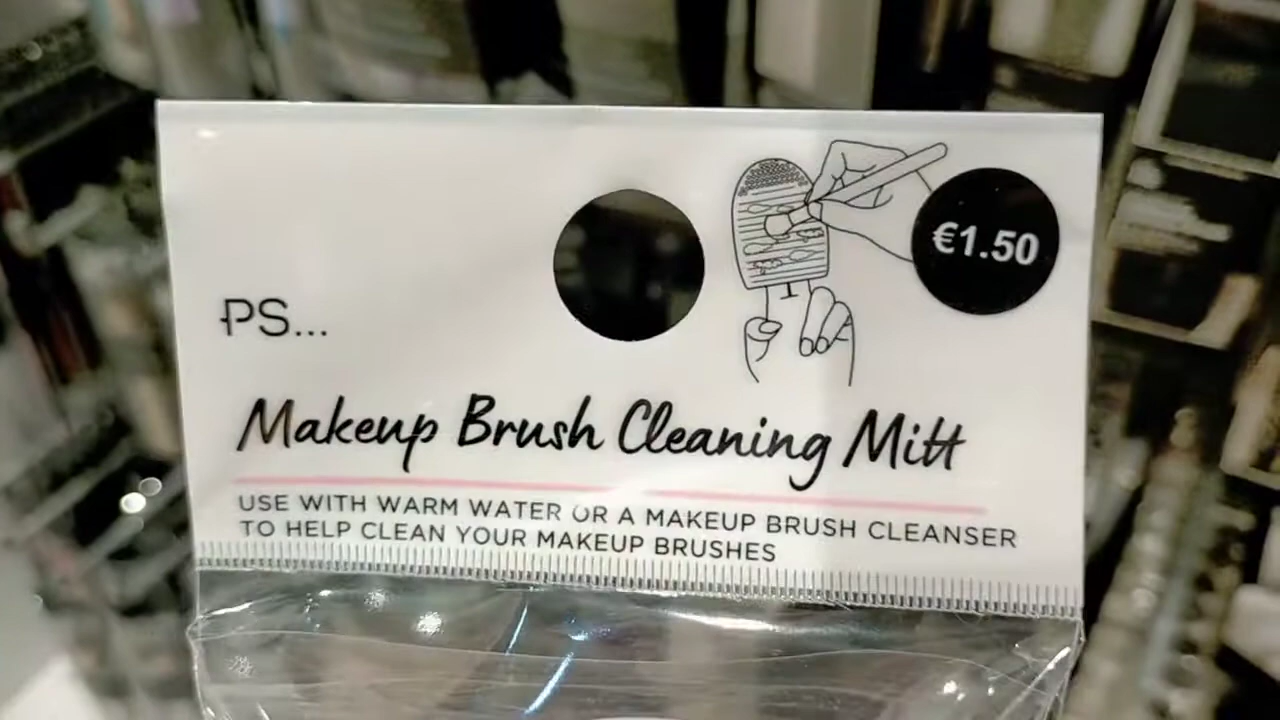 €1.50
PS...
Makeup Brush Cleaning Mitt
USE WITH WARM WATER OR A MAKEUP BRUSH CLEANSER
TO HELP CLEAN YOUR MAKEUP BRUSHES